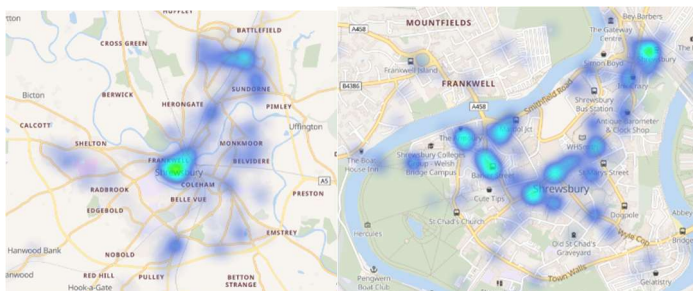 HUFFLEY
BATTLEFIELD
CROSS GREEN
BERWICK
Bicton
SUNDORNE
HERONGATE
PIMLEY
CALCOTT
Uffington
SHELTON
MONKMOOR
BELVIDERE
Shrewsbury
A5
RADBROOK
COLEHAM
PRESTON
BELLE VUE
EDGEBOLD
EMSTREY
Hanwood Bank
NOBOLD
RED HILL
PULLEY
BETTON
STRANGE
Hook-a-Gate
MOUNTFIELDS
Bey Barbers
A458
The Gateway
Centre
Frankwell Island
B4386
FRANKWELL
A458
Smithfield Road
Shrewsbury
Bus Station
Antique Barometer
& Clock Shop
The Boat
House Inn
Shrewsbury Colleges
Welsh
Bridge Campus
Cute Tips
Shrewsbury
St Chad's Church
Dogpole
Hercules
Wyle Cop
Abbey
Old St Chad's
Graveyard
Pengwern
Boat Club
Town Walls
Gelatistry